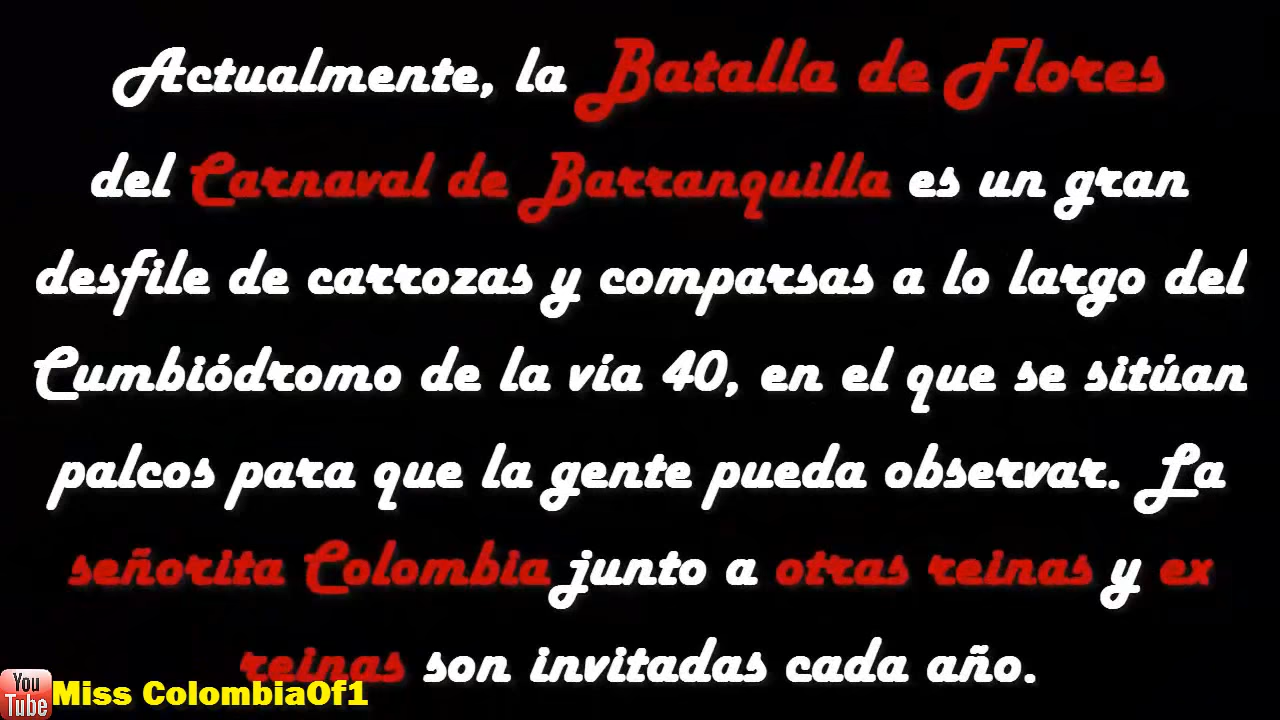 Actualmente, la Batalla de Flores
del Carnaval de Barranquilla es un gran
desfile de carrozas y comparsas a lo largo del
Cumbiódromo de la vía 40, en el que se sitúan
palcos para que la gente pueda observar. La
señorita Colombia junto a otras reinas y ex
reinas son invitadas cada año.
You
Tube
Miss ColombiaOf1